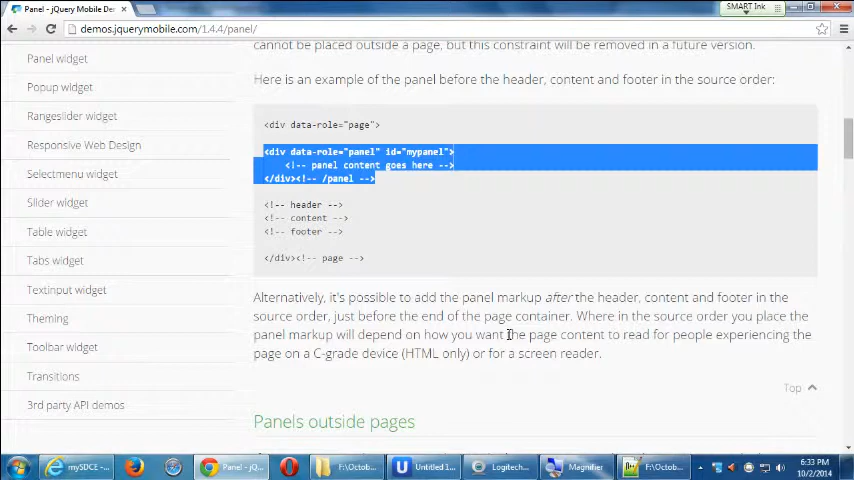 Panel - jQuery Mobile De
SMART Ink
demos.jquerymobile.com/1.4.4/panel/
cannot be placed outside a page, but this constraint will be removed in a future version.
Panel widget
Popup widget
Rangeslider widget
Responsive Web Design
Selectmenu widget
Slider widget
Table widget
Tabs widget
Textinput widget
Theming
Toolbar widget
Transitions
3rd party API demos
Here is an example of the panel before the header, content and footer in the source order:
<div data-role="page">
<div data-role="panel" id="mypanel">
<!-- panel content goes here -->
</div><!-- /panel -->
<!-- header -->
<!-- content -->
<!-- footer -->
</div><!-- page -->
Alternatively, it's possible to add the panel markup after the header, content and footer in the
source order, just before the end of the page container. Where in the source order you place the
panel markup will depend on how you want the page content to read for people experiencing the
page on a C-grade device (HTML only) or for a screen reader.
Top
Panels outside pages
mySDCE - ...
Panel - jQ...
F:\Octob...
Untitled 1...
Logitech...
Magnifier
F:\Octob...
6:33 PM
10/2/2014